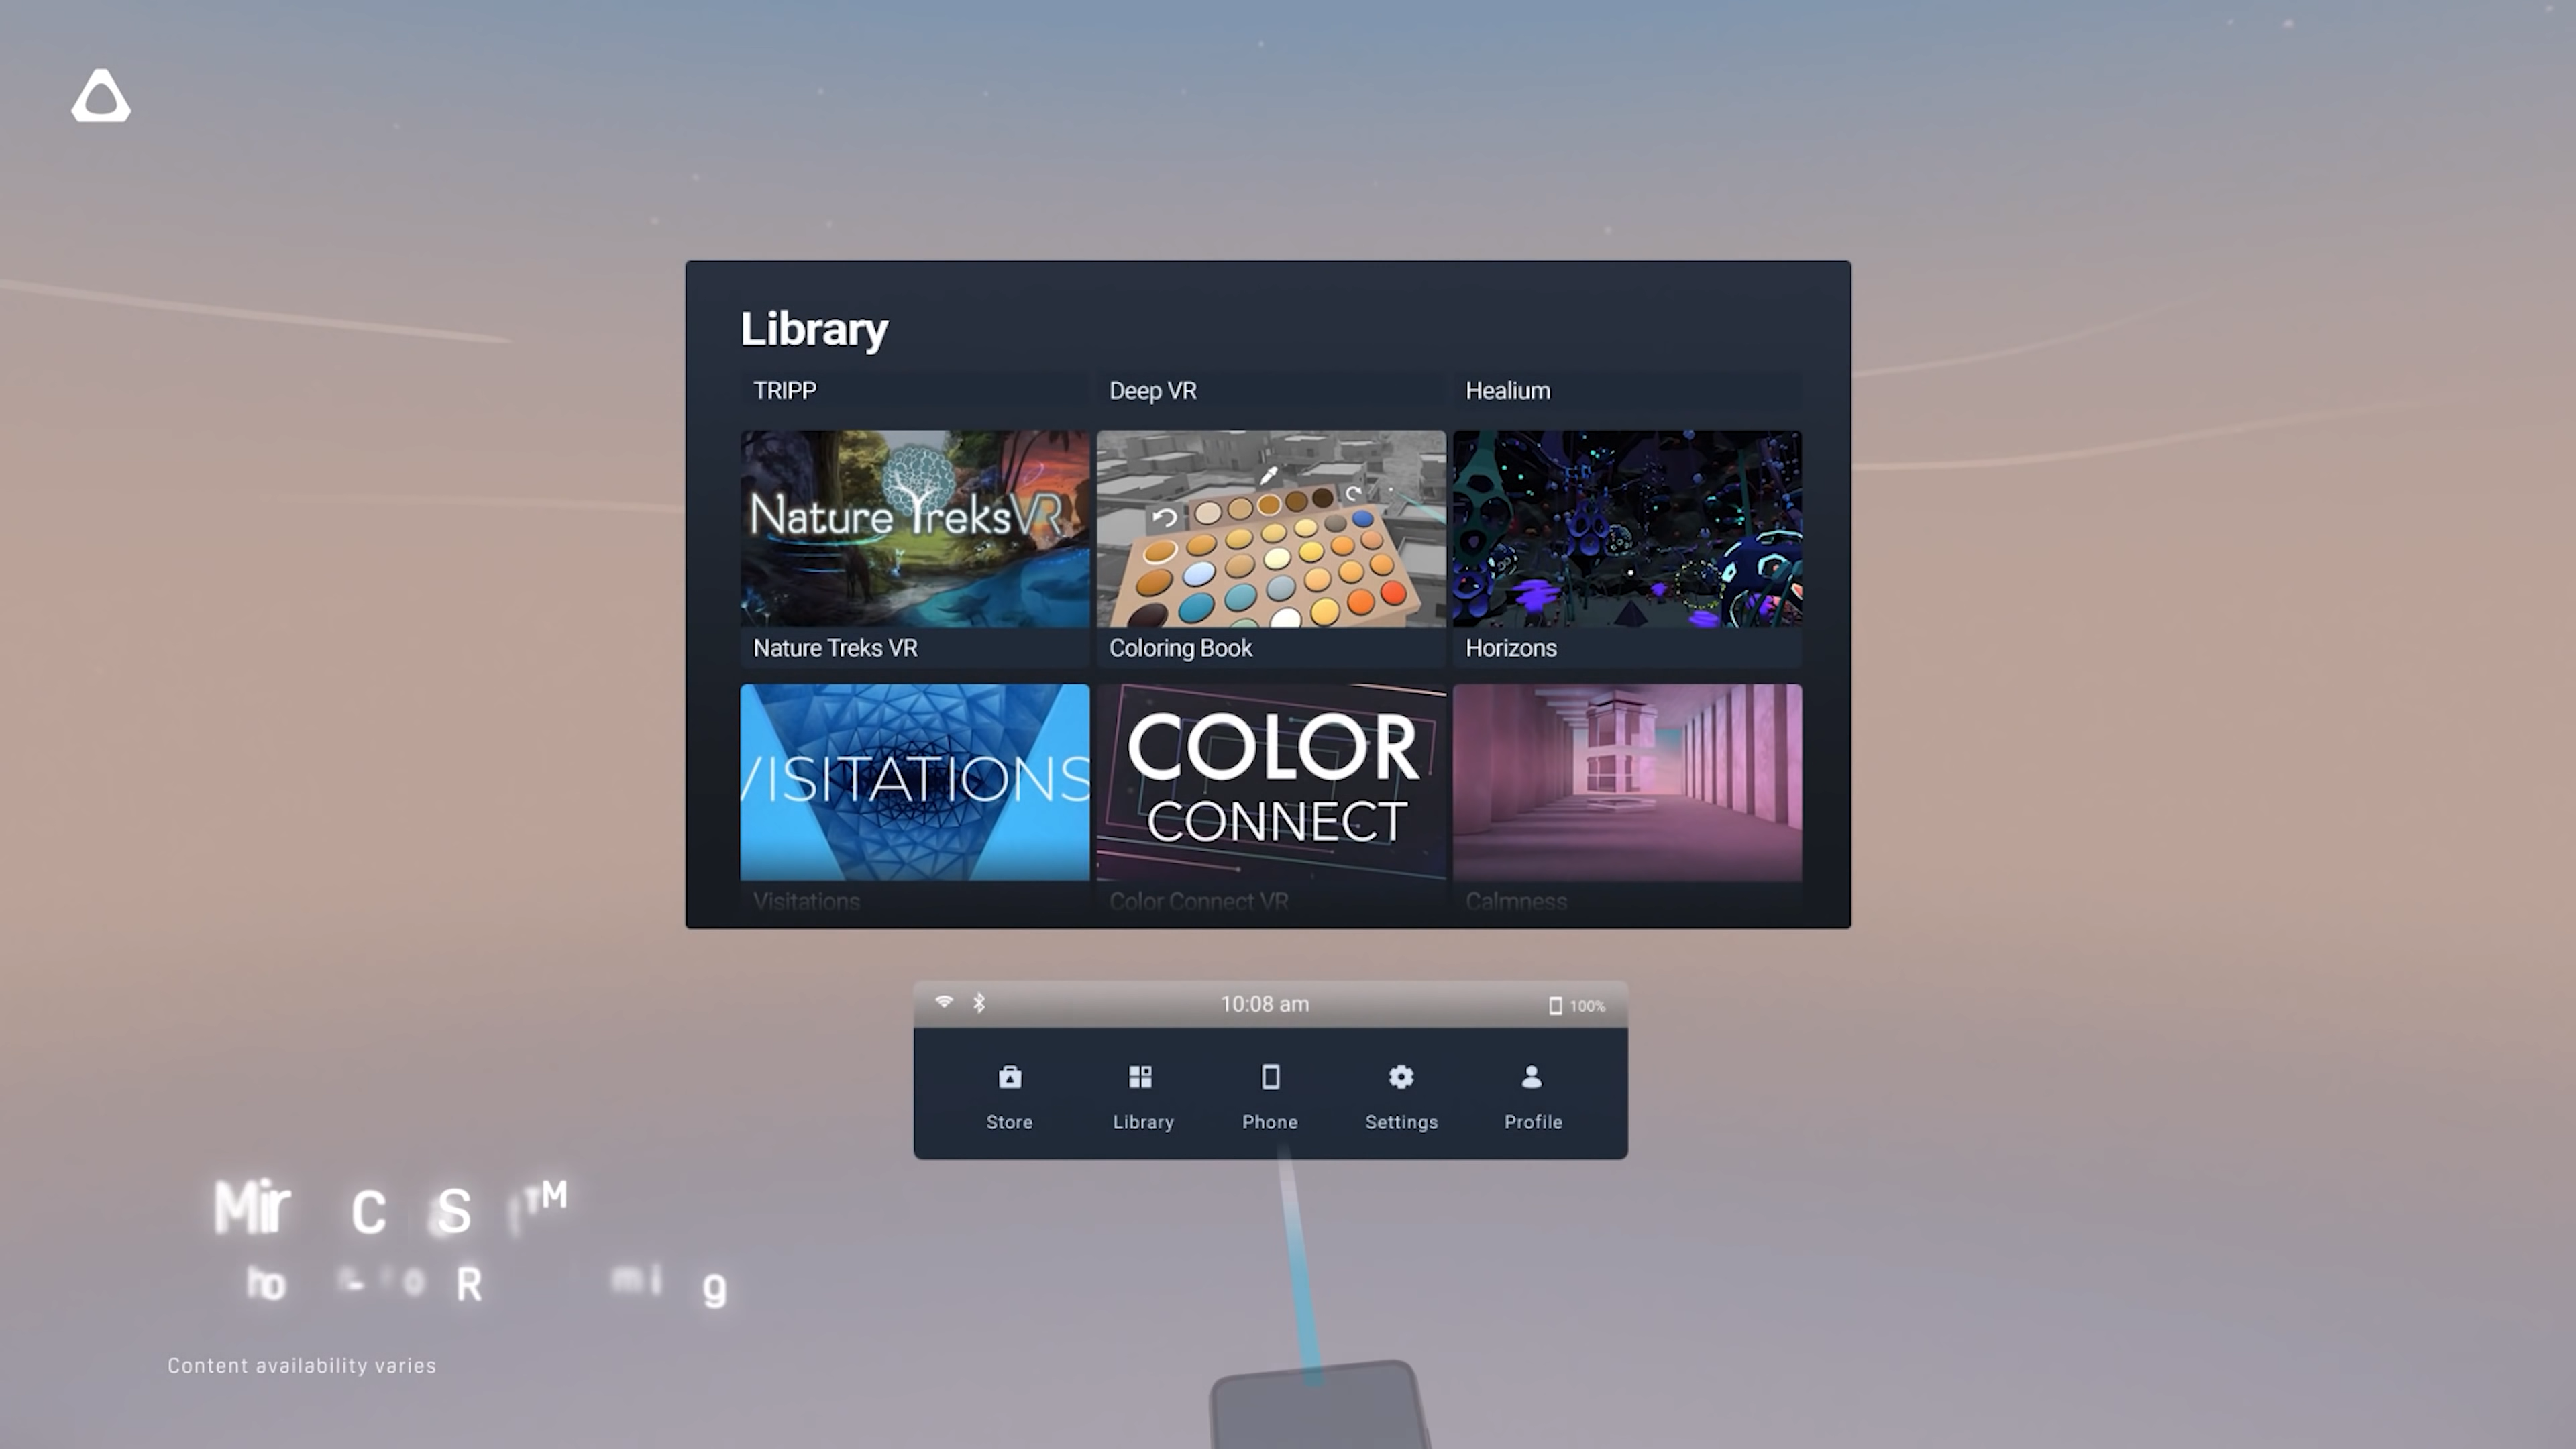 Library
TRIPP
Deep VR
Healium
Nature TreksVR
Nature Treks VR
Coloring Book
Horizons
VISITATIONS
COLOR
CONNECT
Visitations
Color Connect VR
Calmness
10:08 am
100%
Store
Library
Phone
Settings
Profile
Content availability varies